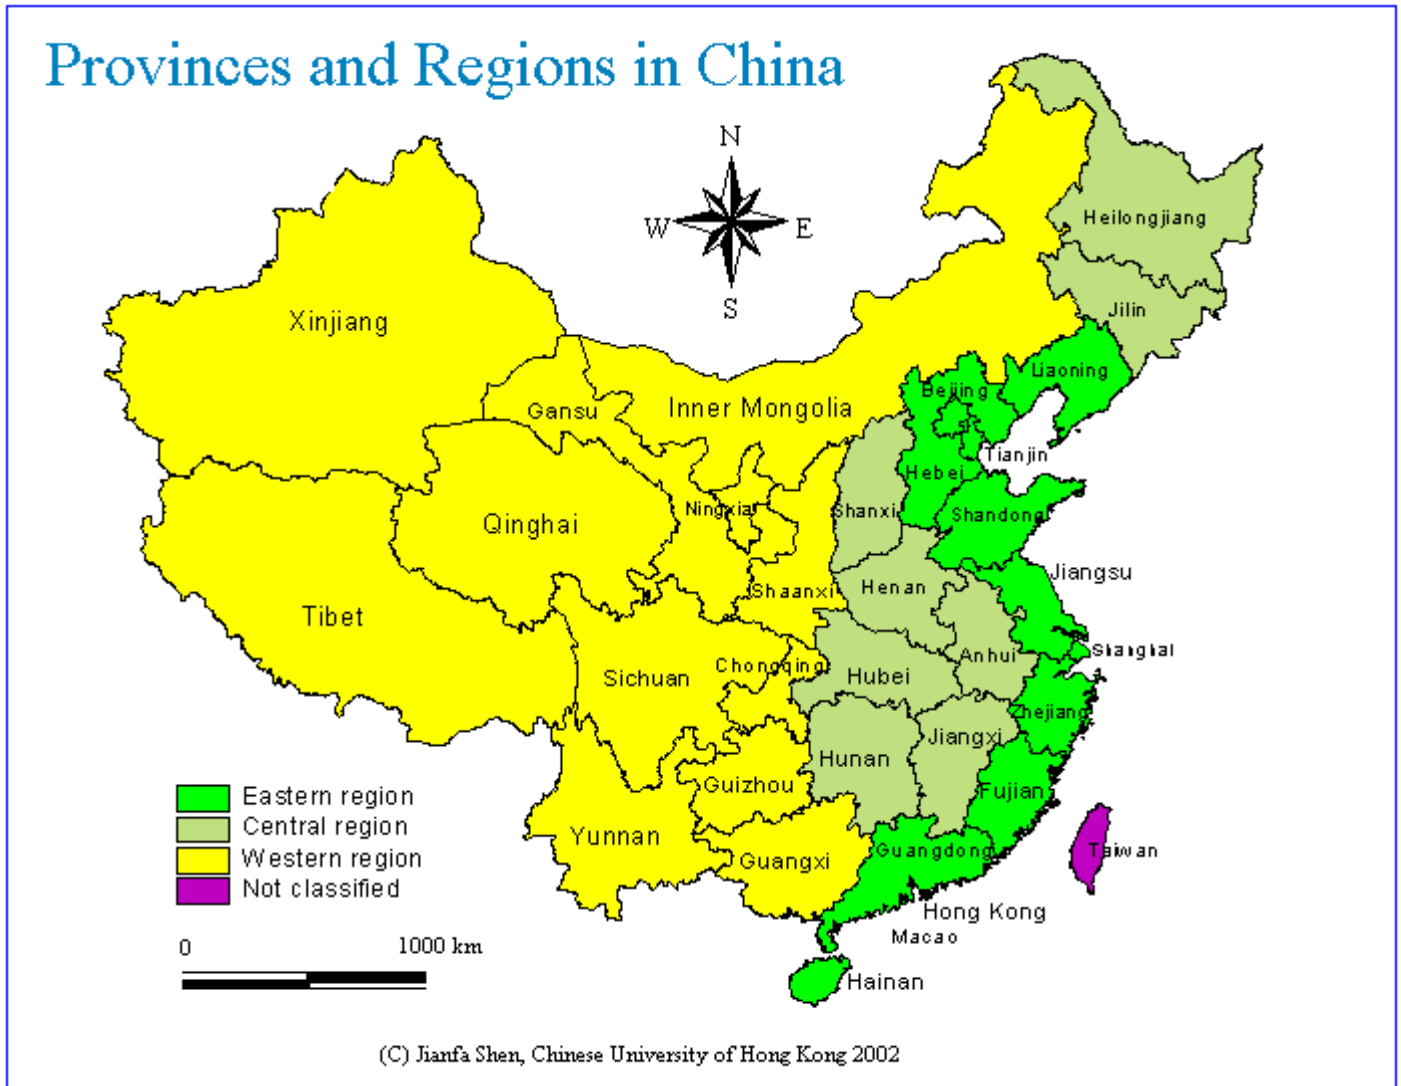 Provinces and Regions in China
N
W E
S
Heilongjiang
Jilin
Xinjiang
Liaoning
Beijing
Gansu
Inner Mongolia
Tianjin
Hebei
Ningxia
Shanxi
Shandong
Qinghai
Jiangsu
Shaanxi
Henan
Tibet
Shanghai
Anhui
Chongqing
Sichuan
Hubei
Zhejiang
Jiangxi
Hunan
Guizhou
Fujian
Eastern region
Central region
Yunnan
Guangxi
Guangdong
Taiwan
Western region
Not classified
Hong Kong
Macao
0 1000 km
Hainan
(C) Jianfa Shen, Chinese University of Hong Kong 2002